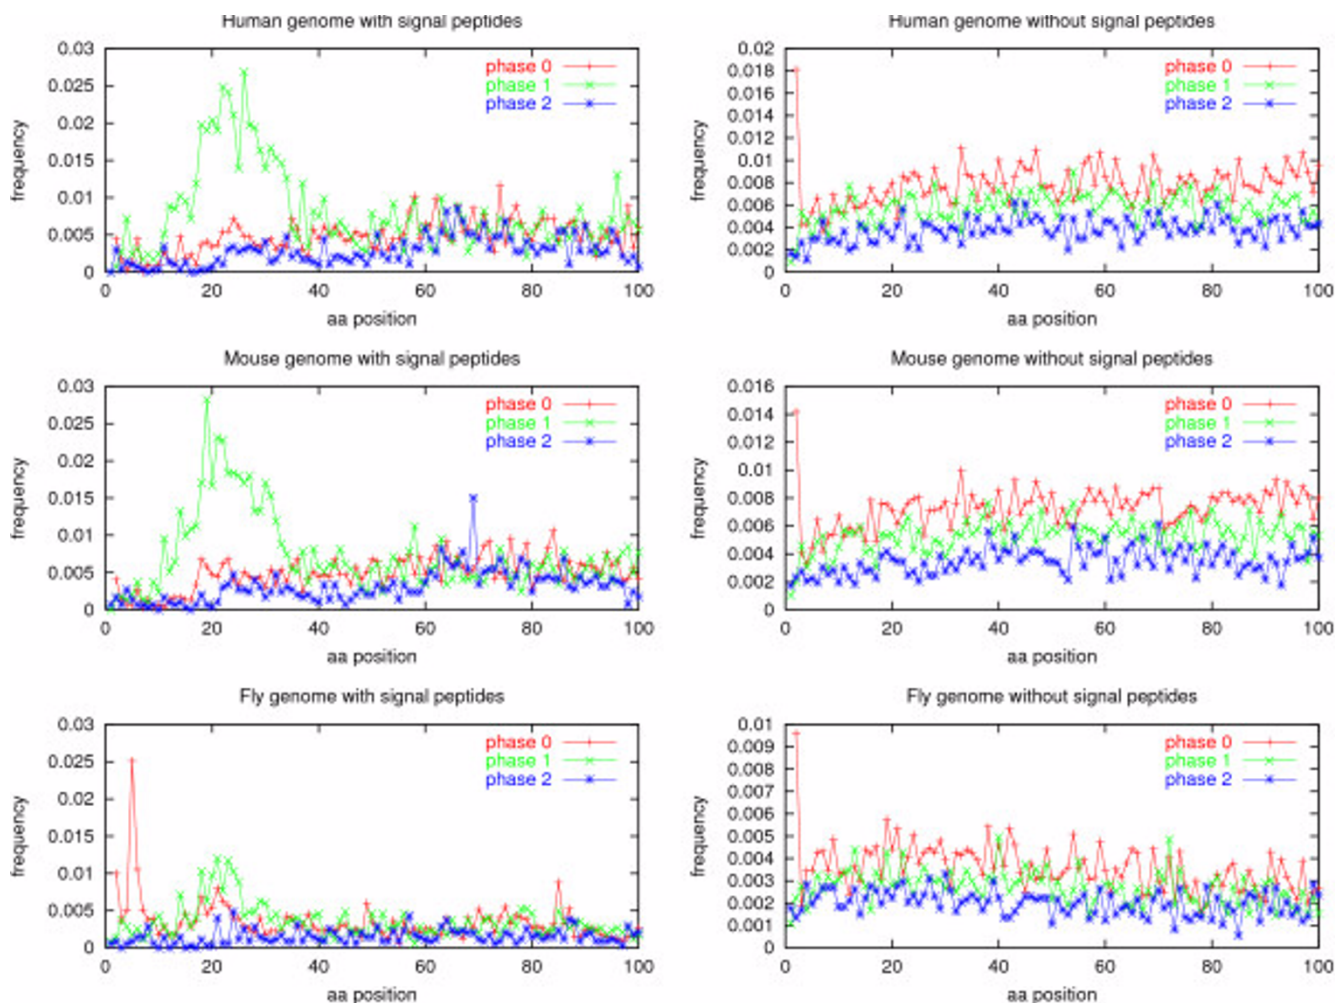 Human genome with signal peptides
0.03
0.025
0.02
0.015
0.01
0.005
0
frequency
phase 0
phase 1
phase 2
0 20 40 60 80 100
aa position
Human genome without signal peptides
0.02
0.018
0.016
0.014
0.012
0.01
0.008
0.006
0.004
0.002
0
frequency
phase 0
phase 1
phase 2
0 20 40 60 80 100
aa position
Mouse genome with signal peptides
0.03
0.025
0.02
0.015
0.01
0.005
0
frequency
phase 0
phase 1
phase 2
0 20 40 60 80 100
aa position
Mouse genome without signal peptides
0.016
0.014
0.012
0.01
0.008
0.006
0.004
0.002
0
frequency
phase 0
phase 1
phase 2
0 20 40 60 80 100
aa position
Fly genome with signal peptides
0.03
0.025
0.02
0.015
0.01
0.005
0
frequency
phase 0
phase 1
phase 2
0 20 40 60 80 100
aa position
Fly genome without signal peptides
0.01
0.009
0.008
0.007
0.006
0.005
0.004
0.003
0.002
0.001
0
frequency
phase 0
phase 1
phase 2
0 20 40 60 80 100
aa position